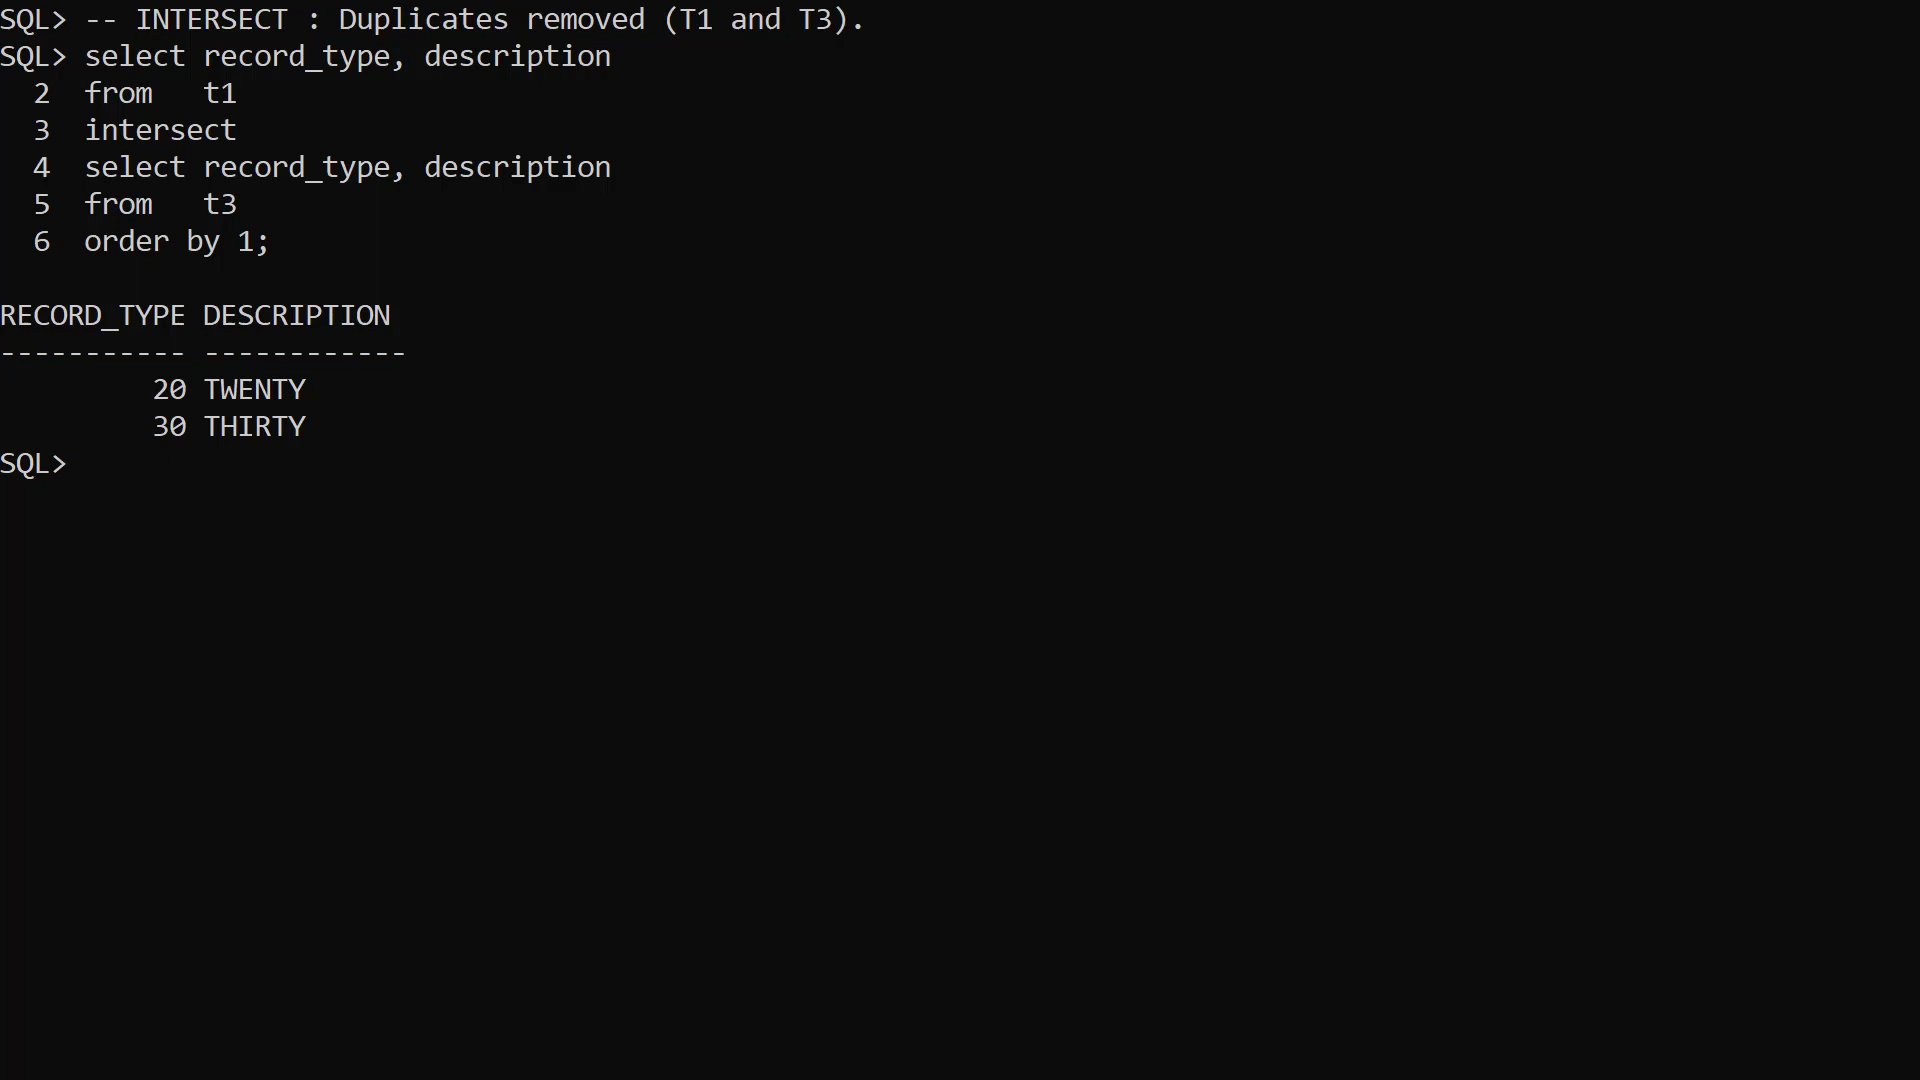 SQL> -- INTERSECT : Duplicates removed (T1 and T3).
SQL> select record_type, description
  2  from   t1
  3  intersect
  4  select record_type, description
  5  from   t3
  6  order by 1;

RECORD_TYPE DESCRIPTION
----------- ------------
         20 TWENTY
         30 THIRTY
SQL>